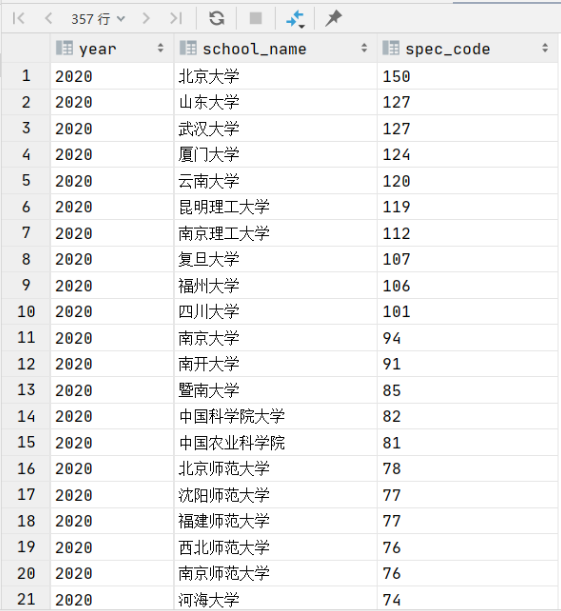 357 行
year school_name spec_code
1 2020 北京大学 150
2 2020 山东大学 127
3 2020 武汉大学 127
4 2020 厦门大学 124
5 2020 云南大学 120
6 2020 昆明理工大学 119
7 2020 南京理工大学 112
8 2020 复旦大学 107
9 2020 福州大学 106
10 2020 四川大学 101
11 2020 南京大学 94
12 2020 南开大学 91
13 2020 暨南大学 85
14 2020 中国科学院大学 82
15 2020 中国农业科学院 81
16 2020 北京师范大学 78
17 2020 沈阳师范大学 77
18 2020 福建师范大学 77
19 2020 西北师范大学 76
20 2020 南京师范大学 76
21 2020 河海大学 74